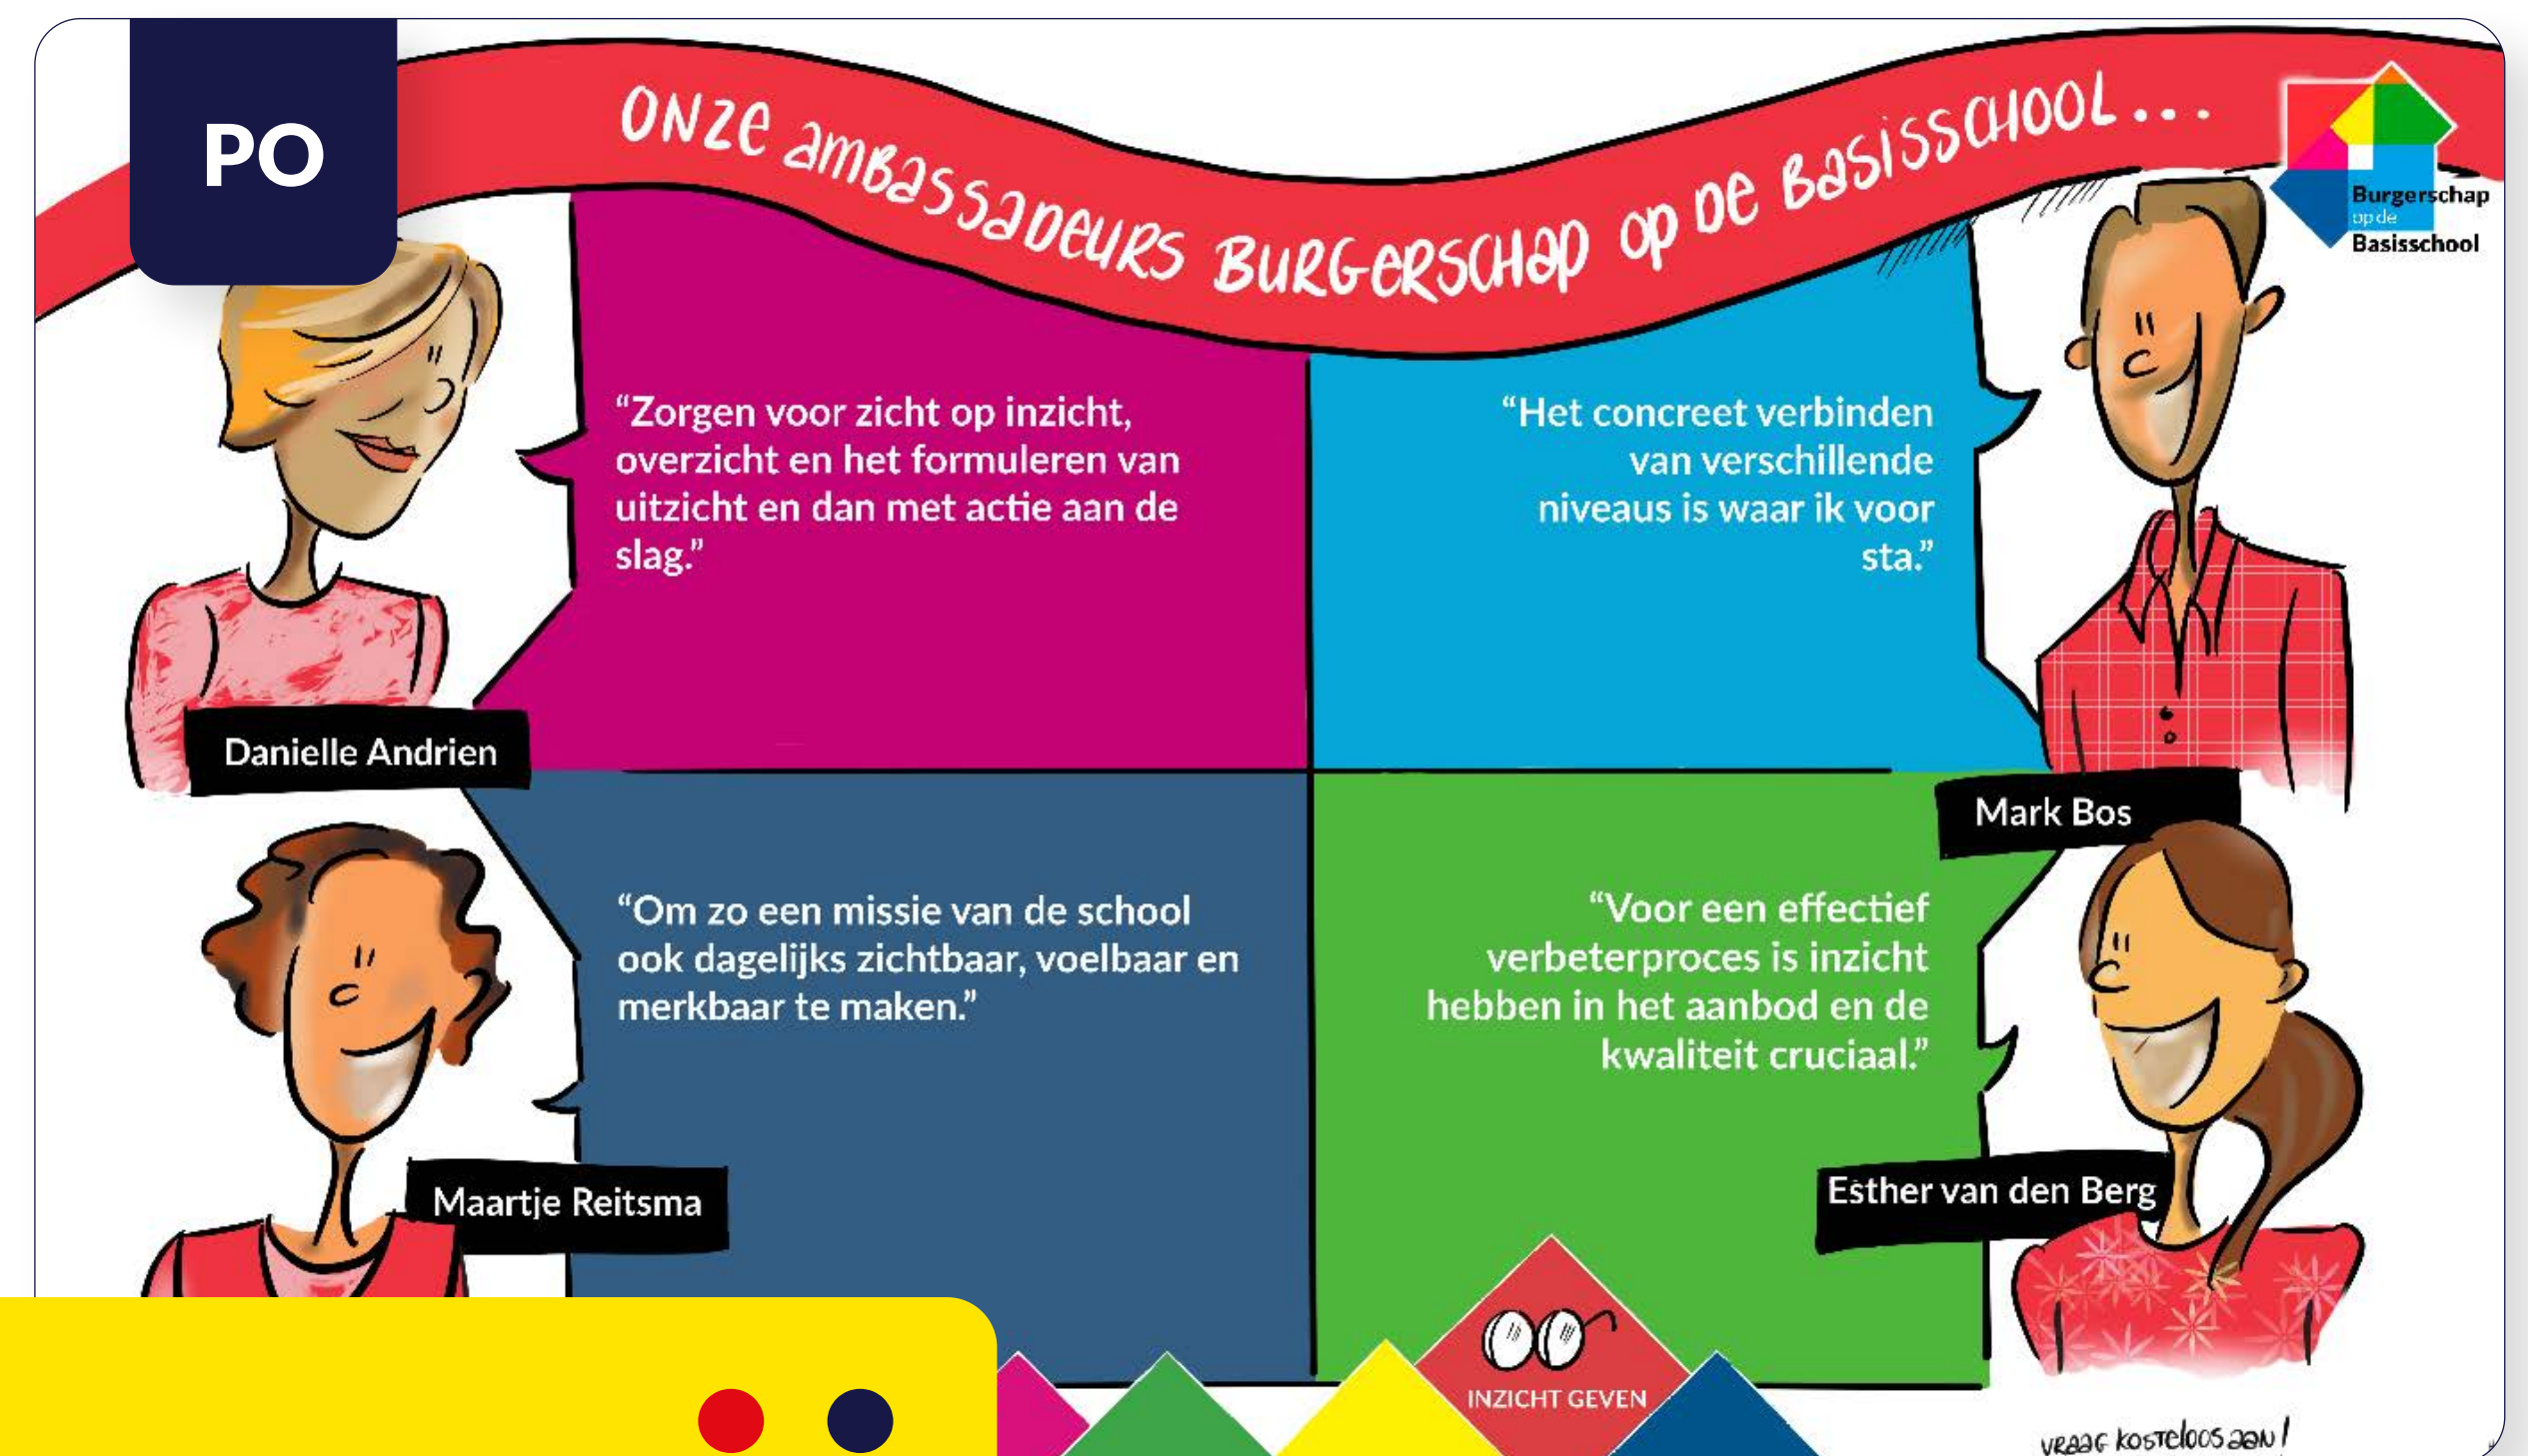 PO
ONZE AMBASSADEURS BURGERSCHAP OP DE BASISSCHOOL...
Burgerschap
op de
Basisschool
“Zorgen voor zicht op inzicht,
overzicht en het formuleren van
uitzicht en dan met actie aan de
slag.”
Danielle Andrien
“Het concreet verbinden
van verschillende
niveaus is waar ik voor
sta.”
Mark Bos
“Om zo een missie van de school
ook dagelijks zichtbaar, voelbaar en
merkbaar te maken.”
Maartje Reitsma
“Voor een effectief
verbeterproces is inzicht
hebben in het aanbod en de
kwaliteit cruciaal.”
Esther van den Berg
INZICHT GEVEN
VRAAG KOSTELOOS AAN!